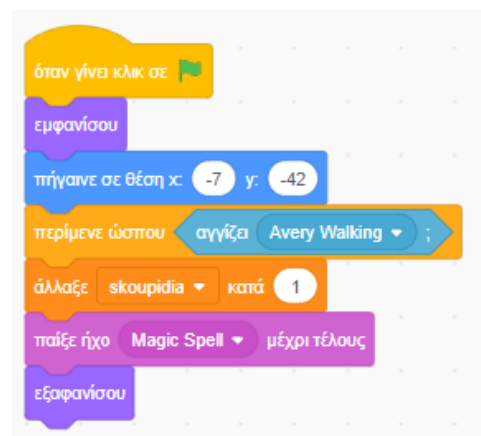 όταν γίνει κλικ σε
εμφανίσου
πήγαινε σε θέση x: -7 y: -42
περίμενε ώσπου αγγίζει Avery Walking ;
άλλαξε skoupidia κατά 1
παίξε ήχο Magic Spell μέχρι τέλους
εξαφανίσου